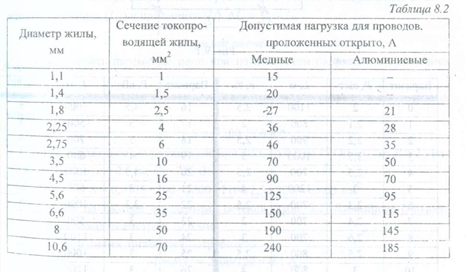 Таблица 8.2
Диаметр жилы, мм Сечение токопро- водящей жилы, мм² Допустимая нагрузка для проводов, проложенных открыто, А
Медные Алюминиевые
1,1 1 15 –
1,4 1,5 20 –
1,8 2,5 -27 21
2,25 4 36 28
2,75 6 46 35
3,5 10 70 50
4,5 16 90 70
5,6 25 125 95
6,6 35 150 115
8 50 190 145
10,6 70 240 185